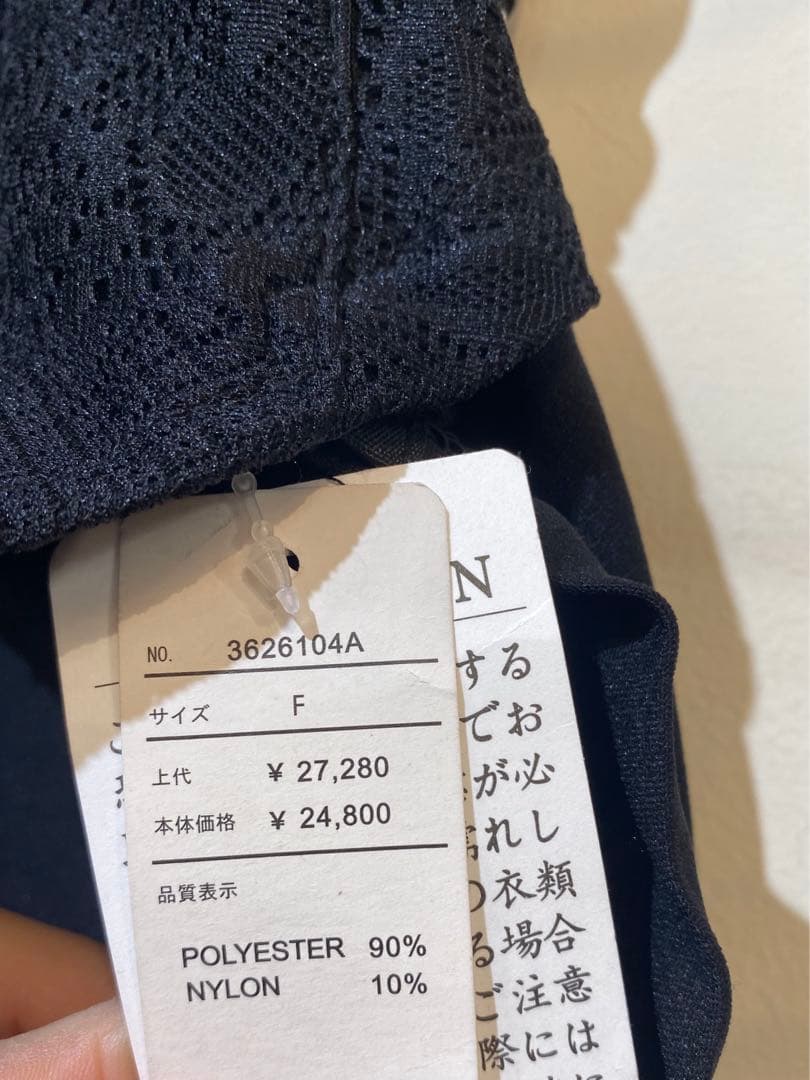 NO. 3626104A
サイズ F
上代 ¥ 27,280
本体価格 ¥ 24,800
品質表示
POLYESTER 90%
NYLON 10%
N
する
でお
が必
れし
衣類
場合
ご注意
際には